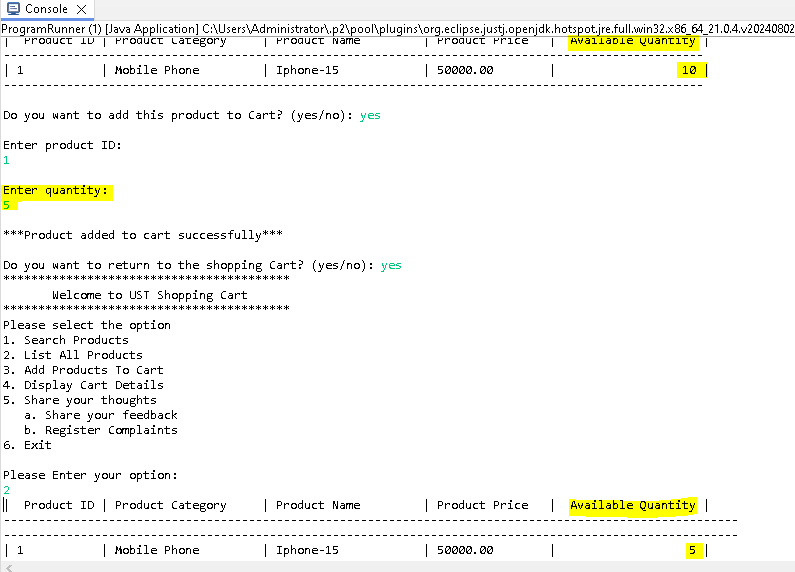 Console
ProgramRunner (1) [Java Application] C:\Users\Administrator\.p2\pool\plugins\org.eclipse.justj.openjdk.hotspot.jre.full.win32.x86_64_21.0.4.v20240802
| Product ID | Product Category | Product Name | Product Price | Available Quantity |
----------------------------------------------------------------------------------------------------
| 1 | Mobile Phone | Iphone-15 | 50000.00 | 10 |
----------------------------------------------------------------------------------------------------
Do you want to add this product to Cart? (yes/no): yes
Enter product ID:
1
Enter quantity:
5
***Product added to cart successfully***
Do you want to return to the shopping Cart? (yes/no): yes
*****************************************
Welcome to UST Shopping Cart
*****************************************
Please select the option
1. Search Products
2. List All Products
3. Add Products To Cart
4. Display Cart Details
5. Share your thoughts
a. Share your feedback
b. Register Complaints
6. Exit
Please Enter your option:
2
| Product ID | Product Category | Product Name | Product Price | Available Quantity |
---------------------------------------------------------------------------------------------------------
---------------------------------------------------------------------------------------------------------
| 1 | Mobile Phone | Iphone-15 | 50000.00 | 5 |